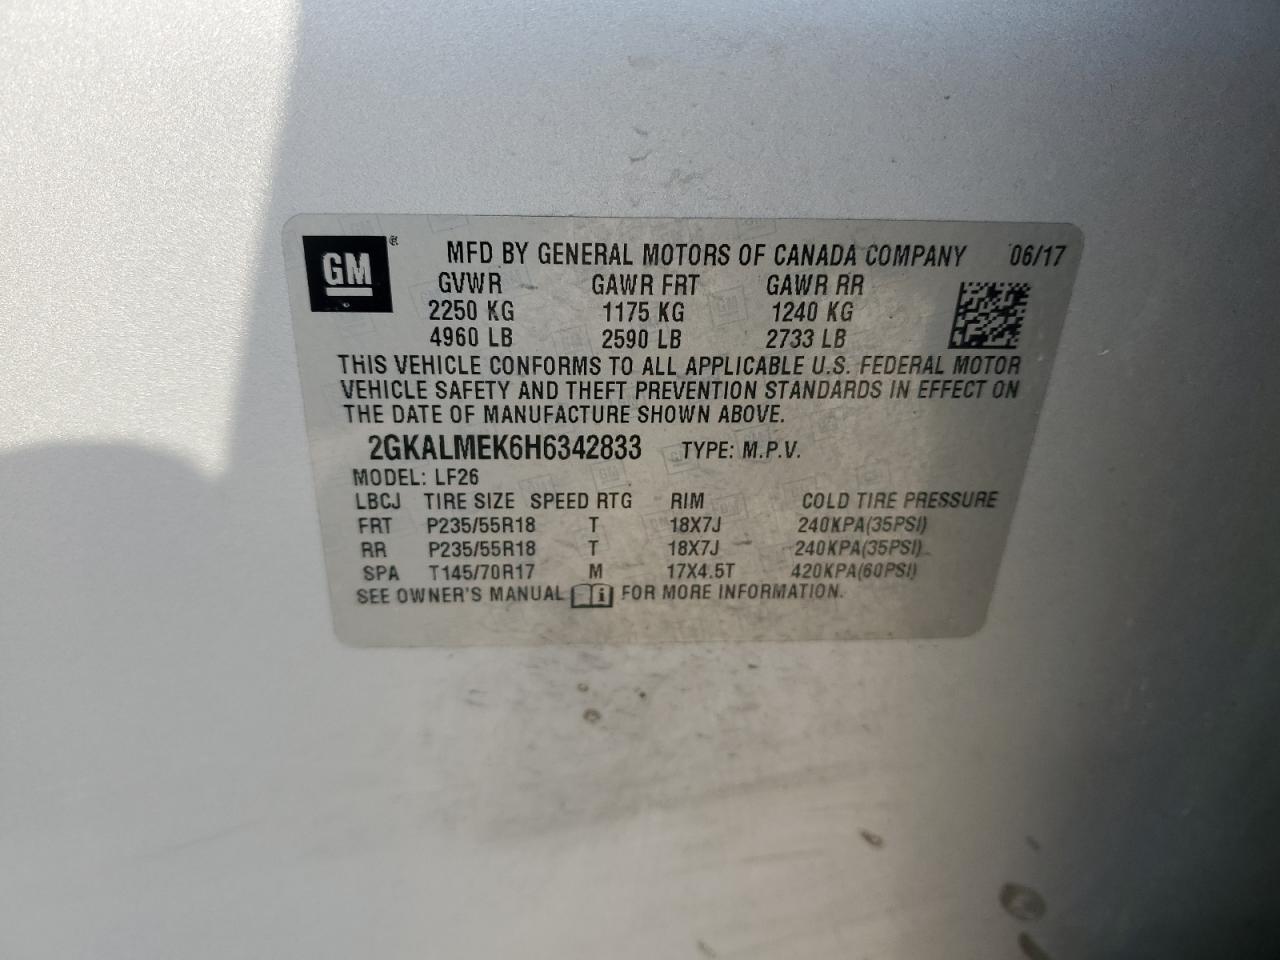 GM ® MFD BY GENERAL MOTORS OF CANADA COMPANY 06/17
GVWR GAWR FRT GAWR RR
2250 KG 1175 KG 1240 KG
4960 LB 2590 LB 2733 LB
THIS VEHICLE CONFORMS TO ALL APPLICABLE U.S. FEDERAL MOTOR
VEHICLE SAFETY AND THEFT PREVENTION STANDARDS IN EFFECT ON
THE DATE OF MANUFACTURE SHOWN ABOVE.
2GKALMEK6H6342833 TYPE: M.P.V.
MODEL: LF26
LBCJ TIRE SIZE SPEED RTG RIM COLD TIRE PRESSURE
FRT P235/55R18 T 18X7J 240KPA(35PSI)
RR P235/55R18 T 18X7J 240KPA(35PSI)
SPA T145/70R17 M 17X4.5T 420KPA(60PSI)
SEE OWNER'S MANUAL i FOR MORE INFORMATION.